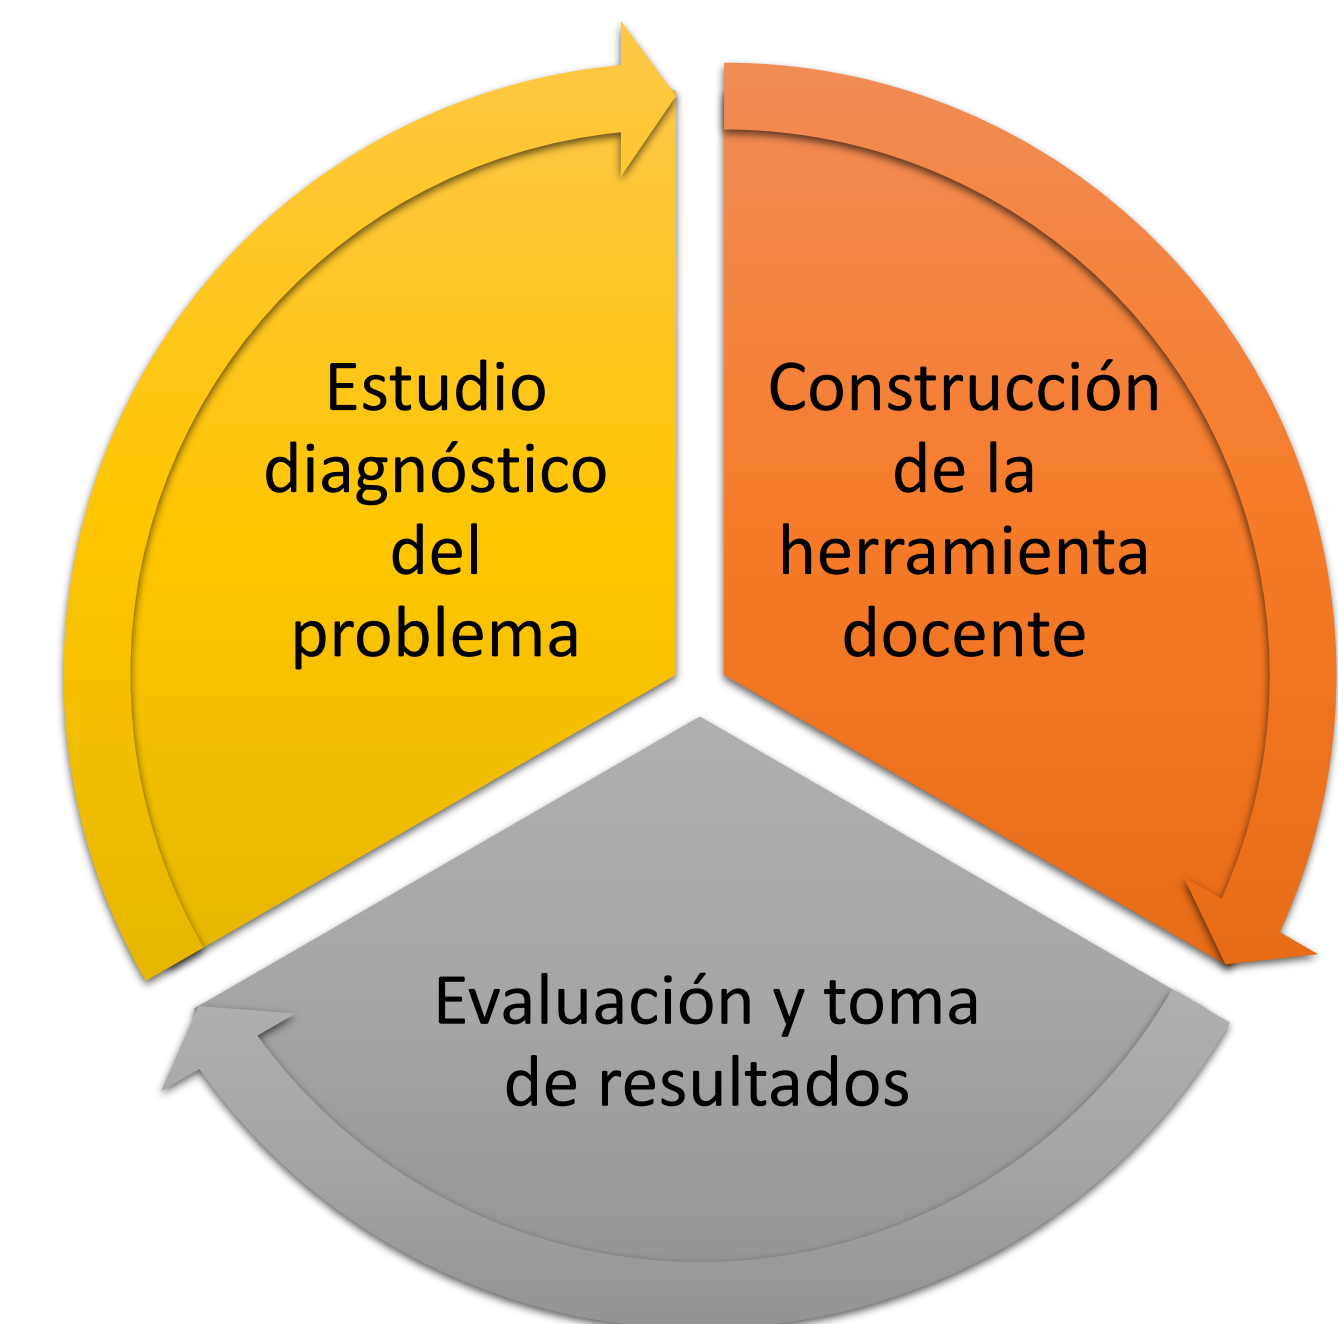 Estudio
diagnóstico
del
problema
Construcción
de la
herramienta
docente
Evaluación y toma
de resultados